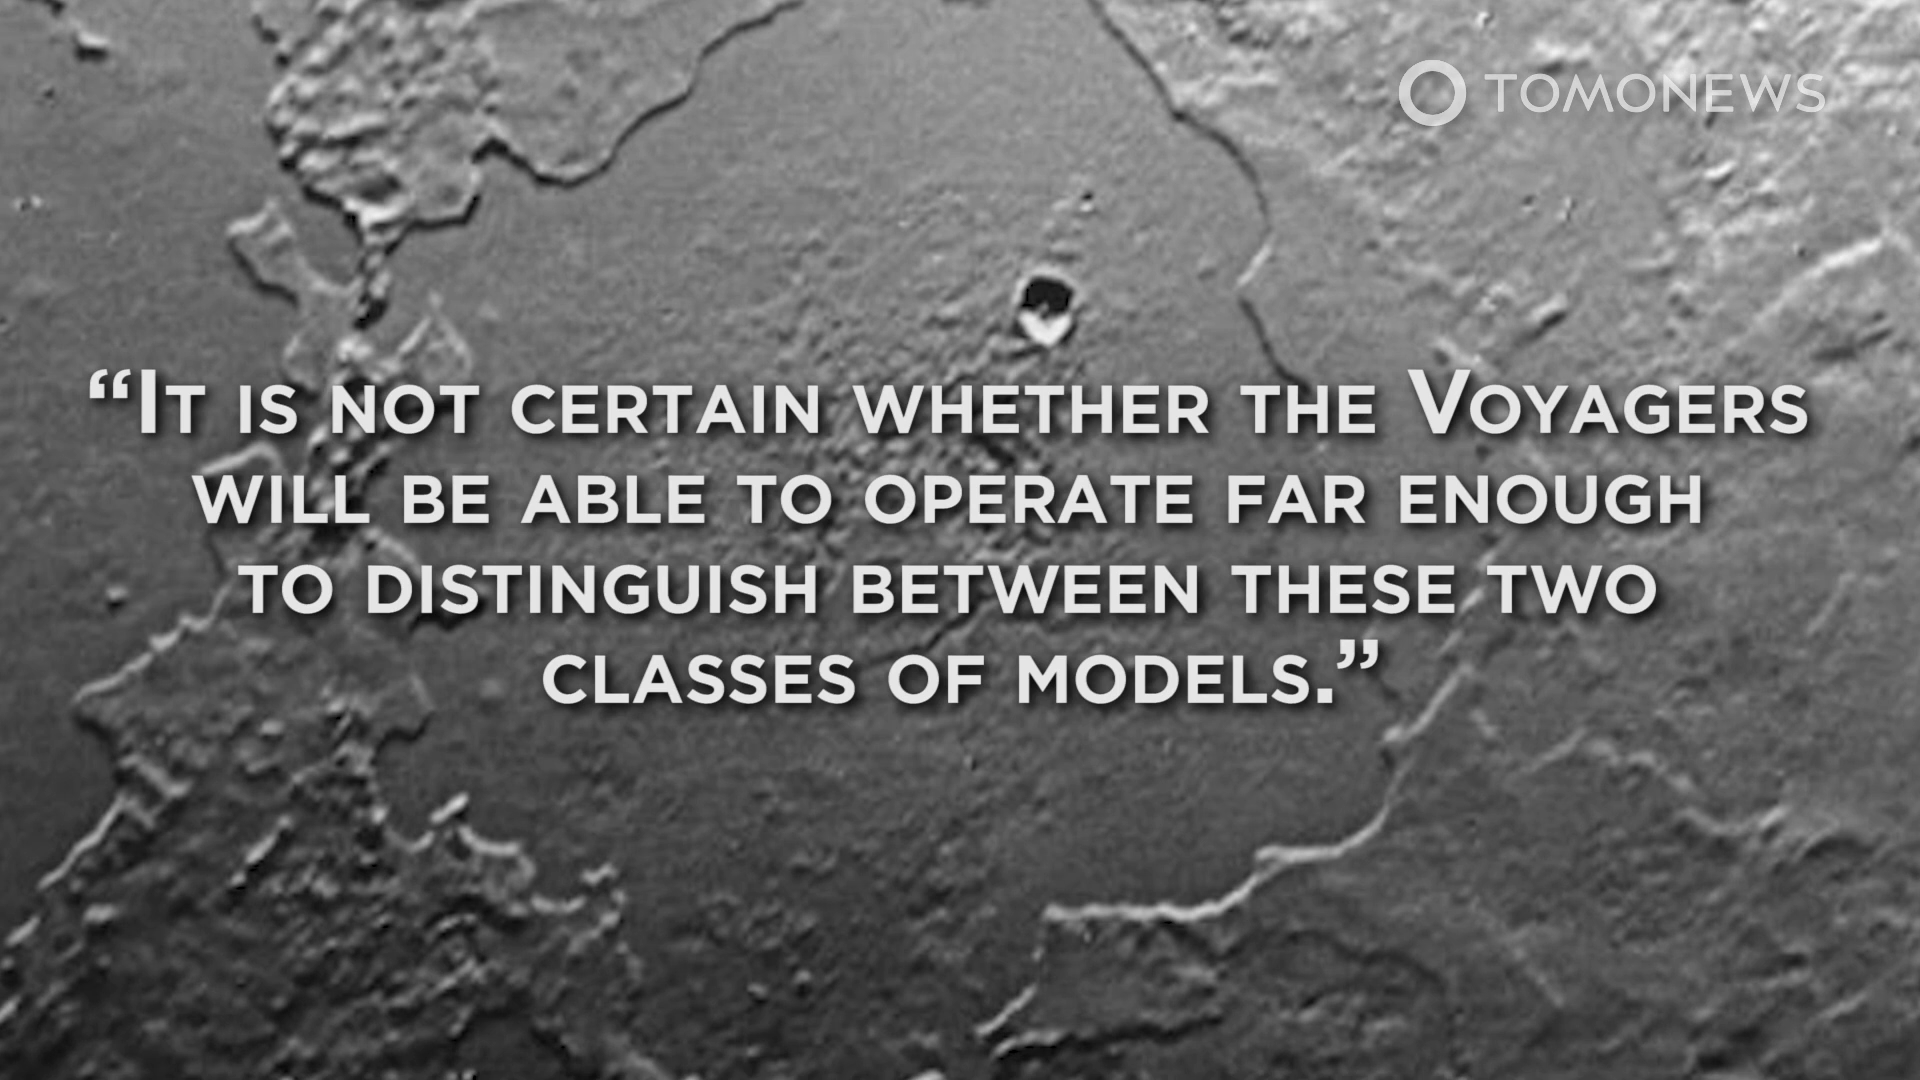 TOMONEWS
“It is not certain whether the Voyagers
will be able to operate far enough
to distinguish between these two
classes of models.”